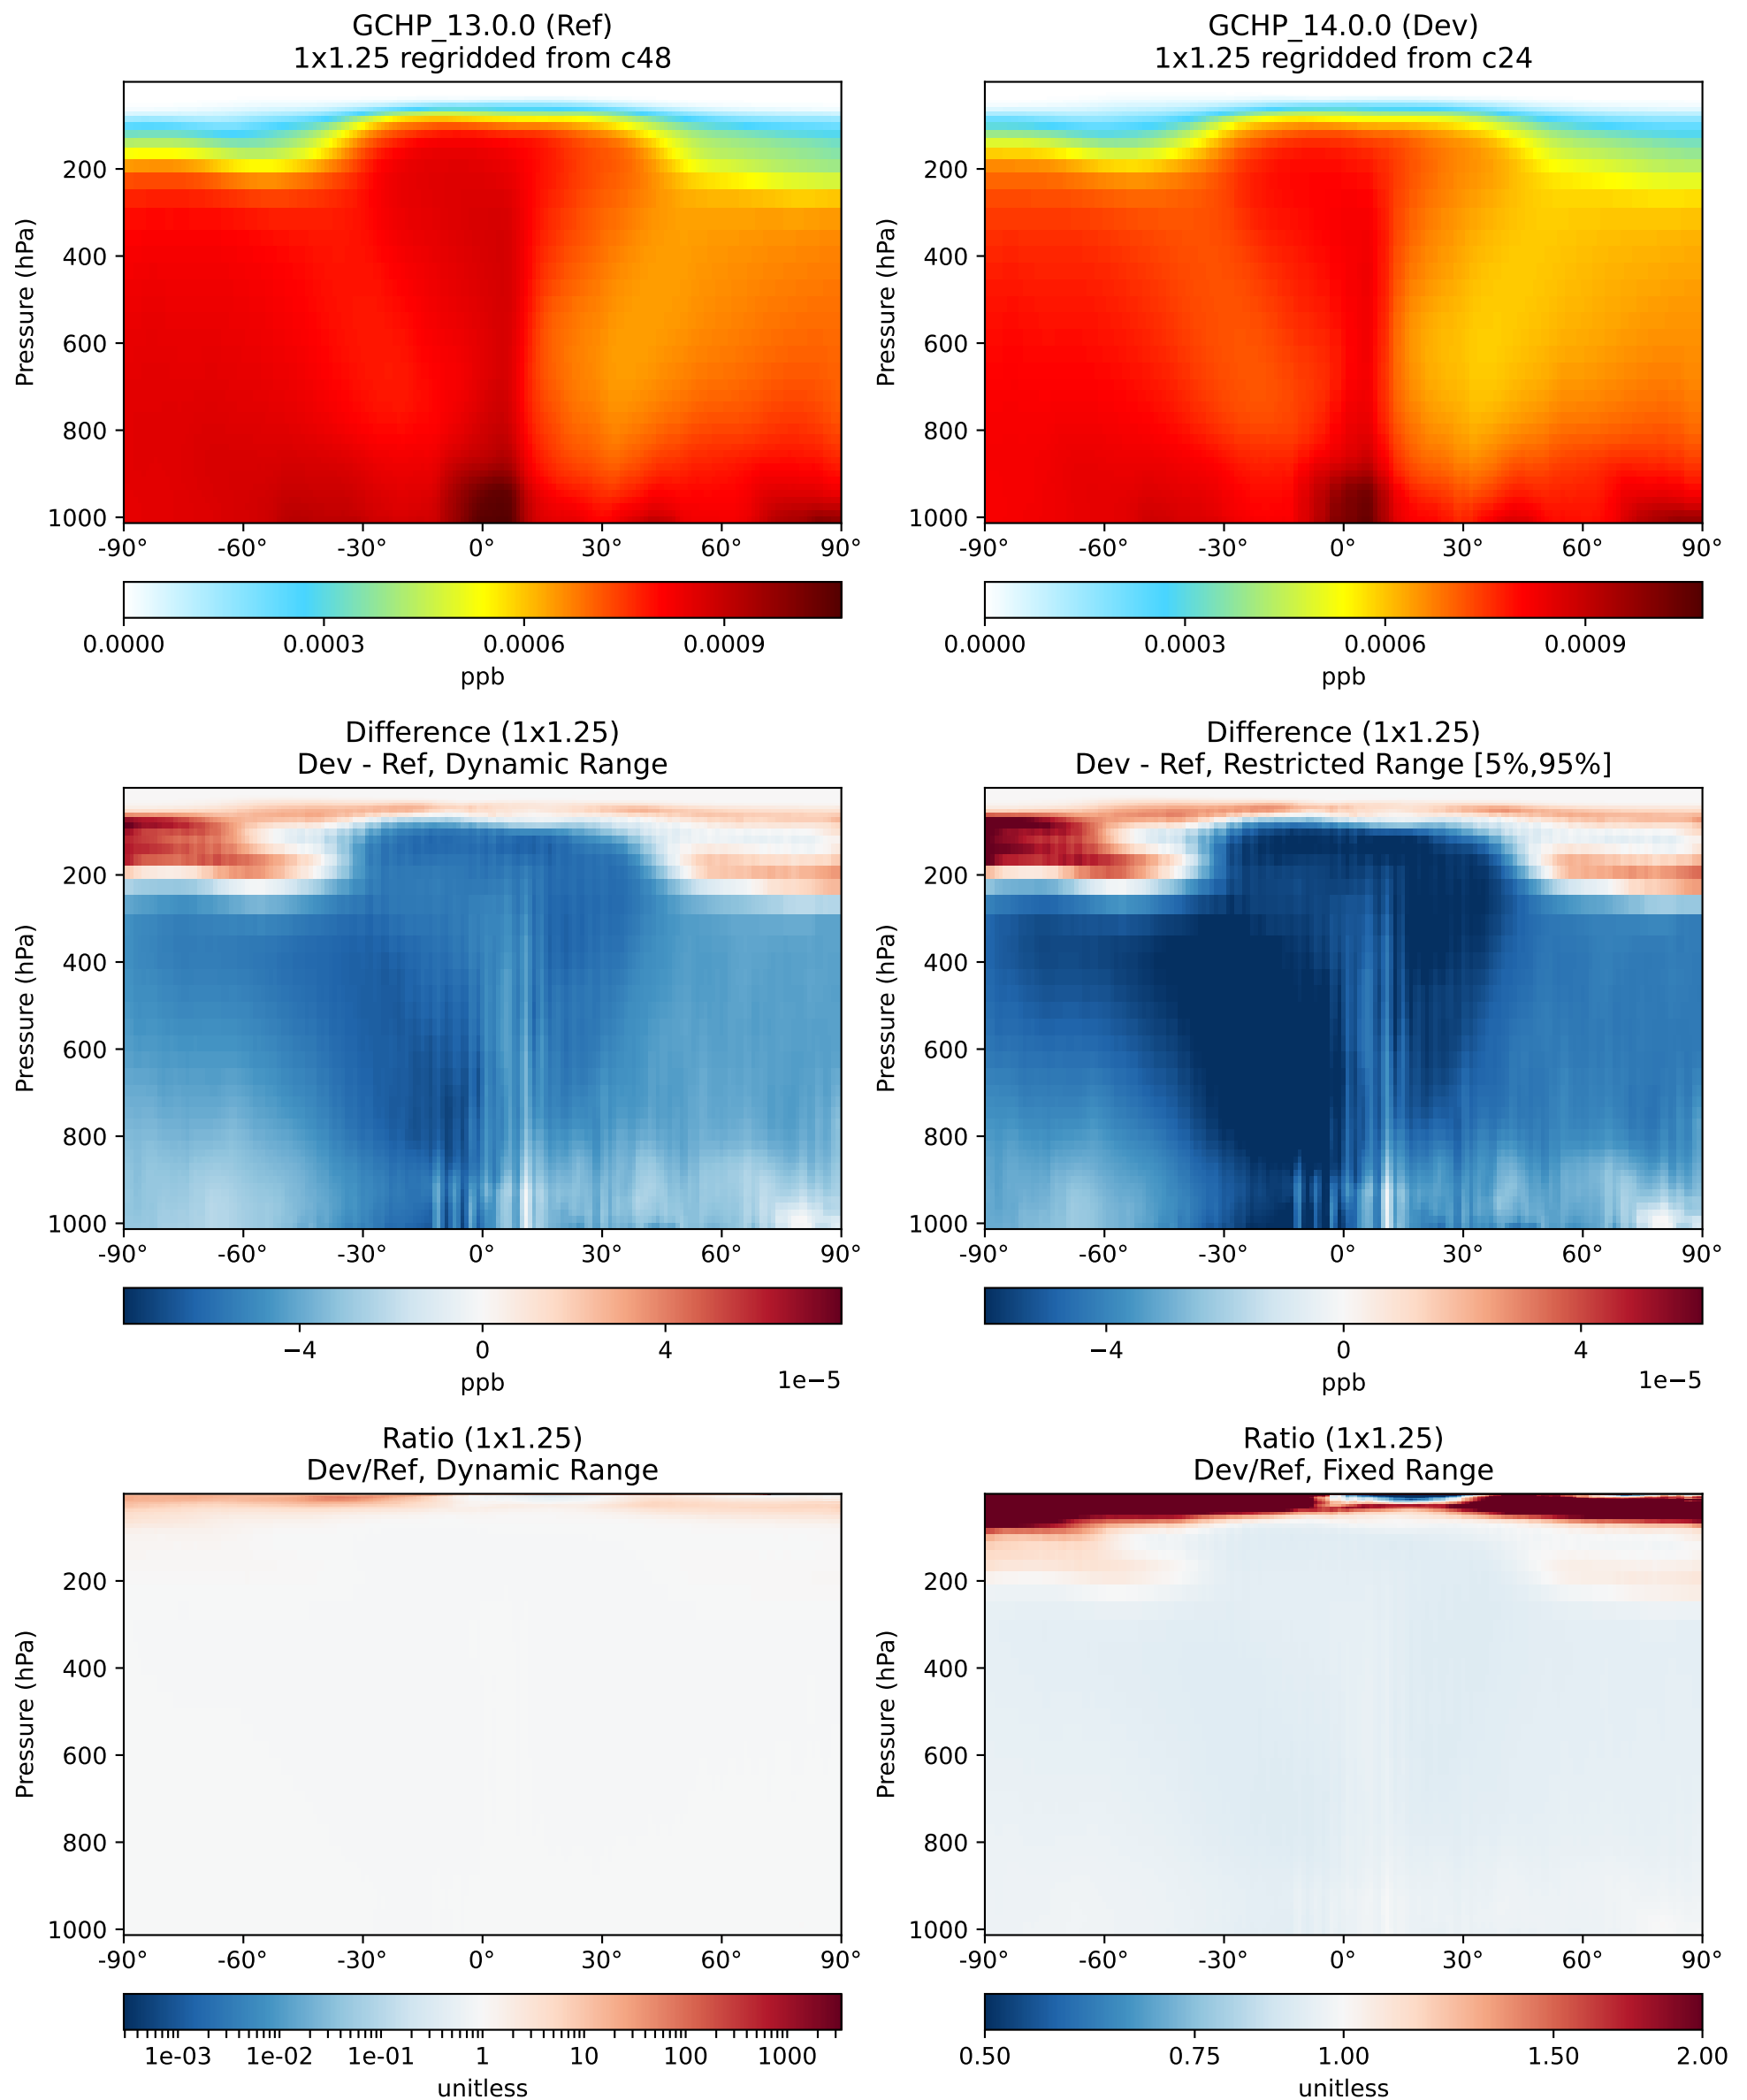 GCHP_13.0.0 (Ref)
1x1.25 regridded from c48
Pressure (hPa)
200
400
600
800
1000
-90° -60° -30° 0° 30° 60° 90°
0.0000 0.0003 0.0006 0.0009
ppb
GCHP_14.0.0 (Dev)
1x1.25 regridded from c24
Pressure (hPa)
200
400
600
800
1000
-90° -60° -30° 0° 30° 60° 90°
0.0000 0.0003 0.0006 0.0009
ppb
Difference (1x1.25)
Dev - Ref, Dynamic Range
Pressure (hPa)
200
400
600
800
1000
-90° -60° -30° 0° 30° 60° 90°
−4 0 4
ppb 1e−5
Difference (1x1.25)
Dev - Ref, Restricted Range [5%,95%]
Pressure (hPa)
200
400
600
800
1000
-90° -60° -30° 0° 30° 60° 90°
−4 0 4
ppb 1e−5
Ratio (1x1.25)
Dev/Ref, Dynamic Range
Pressure (hPa)
200
400
600
800
1000
-90° -60° -30° 0° 30° 60° 90°
1e-03 1e-02 1e-01 1 10 100 1000
unitless
Ratio (1x1.25)
Dev/Ref, Fixed Range
Pressure (hPa)
200
400
600
800
1000
-90° -60° -30° 0° 30° 60° 90°
0.50 0.75 1.00 1.50 2.00
unitless